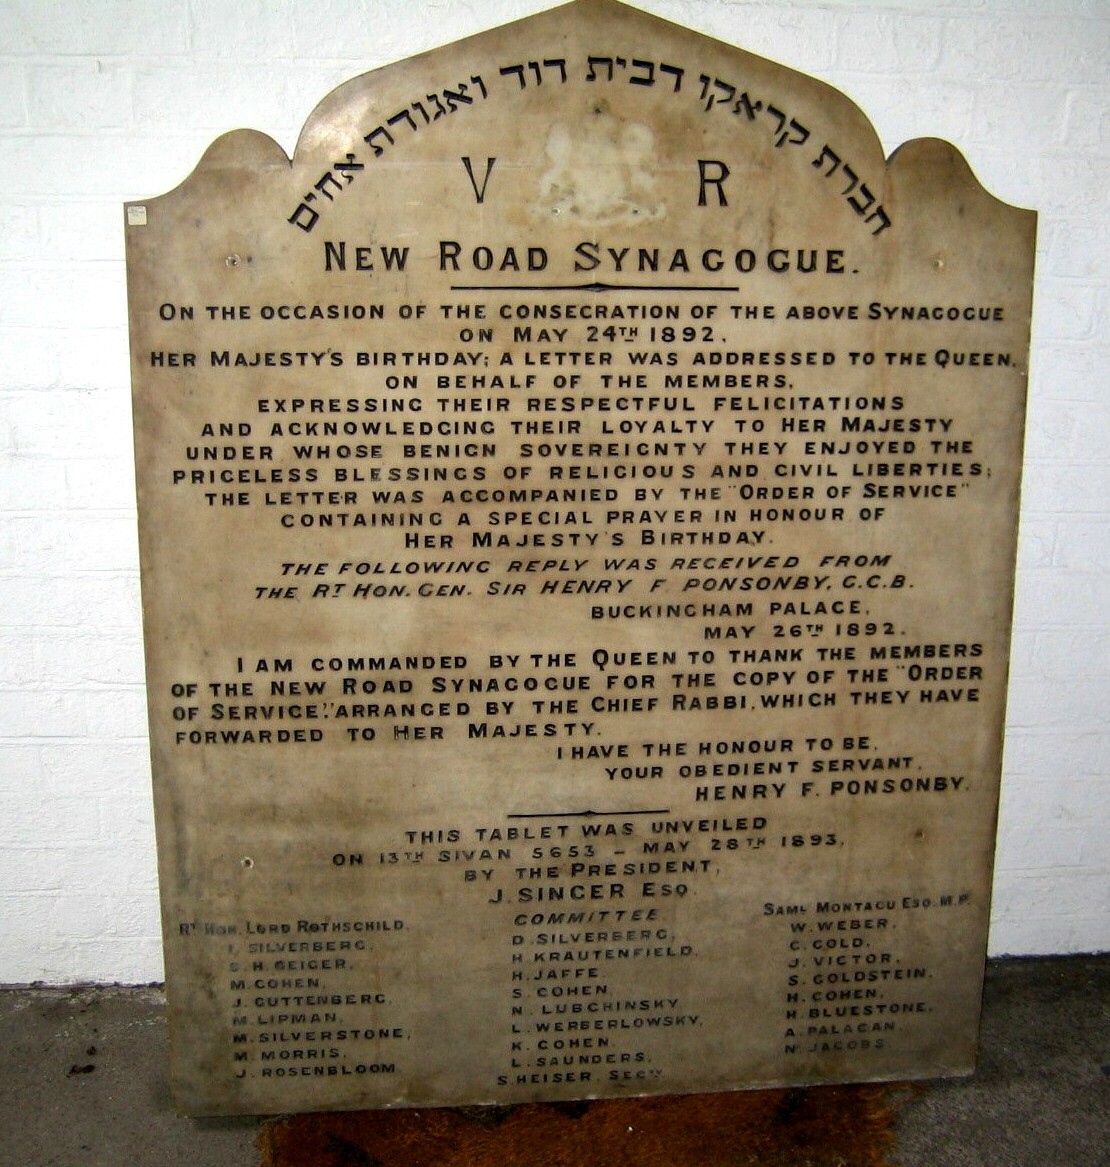 חברת קראקו דבית דוד ואגודת אחים
V R
NEW ROAD SYNAGOGUE.
ON THE OCCASION OF THE CONSECRATION OF THE ABOVE SYNAGOGUE
ON MAY 24TH 1892.
HER MAJESTY'S BIRTHDAY; A LETTER WAS ADDRESSED TO THE QUEEN,
ON BEHALF OF THE MEMBERS,
EXPRESSING THEIR RESPECTFUL FELICITATIONS
AND ACKNOWLEDGING THEIR LOYALTY TO HER MAJESTY
UNDER WHOSE BENIGN SOVEREIGNTY THEY ENJOYED THE
PRICELESS BLESSINGS OF RELIGIOUS AND CIVIL LIBERTIES;
THE LETTER WAS ACCOMPANIED BY THE "ORDER OF SERVICE"
CONTAINING A SPECIAL PRAYER IN HONOUR OF
HER MAJESTY'S BIRTHDAY.
THE FOLLOWING REPLY WAS RECEIVED FROM
THE RT HON. GEN. SIR HENRY F. PONSONBY, G.C.B.
BUCKINGHAM PALACE,
MAY 26TH 1892.
I AM COMMANDED BY THE QUEEN TO THANK THE MEMBERS
OF THE NEW ROAD SYNAGOGUE FOR THE COPY OF THE "ORDER
OF SERVICE," ARRANGED BY THE CHIEF RABBI, WHICH THEY HAVE
FORWARDED TO HER MAJESTY.
I HAVE THE HONOUR TO BE,
YOUR OBEDIENT SERVANT,
HENRY F. PONSONBY.
THIS TABLET WAS UNVEILED
ON 13TH SIVAN 5653 – MAY 28TH 1893,
BY THE PRESIDENT,
J. SINGER ESQ.
COMMITTEE
RT HON. LORD ROTHSCHILD,
I. SILVERBERG,
S. H. GEIGER,
M. COHEN,
J. GUTTENBERG,
M. LIPMAN,
M. SILVERSTONE,
M. MORRIS,
J. ROSENBLOOM
D. SILVERBERG,
H. KRAUTENFIELD,
H. JAFFE
S. COHEN
N. LUBCHINSKY
L. WERBERLOWSKY,
K. COHEN.
L. SAUNDERS,
S. HEISER, SECTY
SAML MONTAGU ESQ. M.P.
W. WEBER,
C. GOLD,
J. VICTOR,
S. GOLDSTEIN,
H. COHEN,
H. BLUESTONE,
A. PALAGAN
N. JACOBS